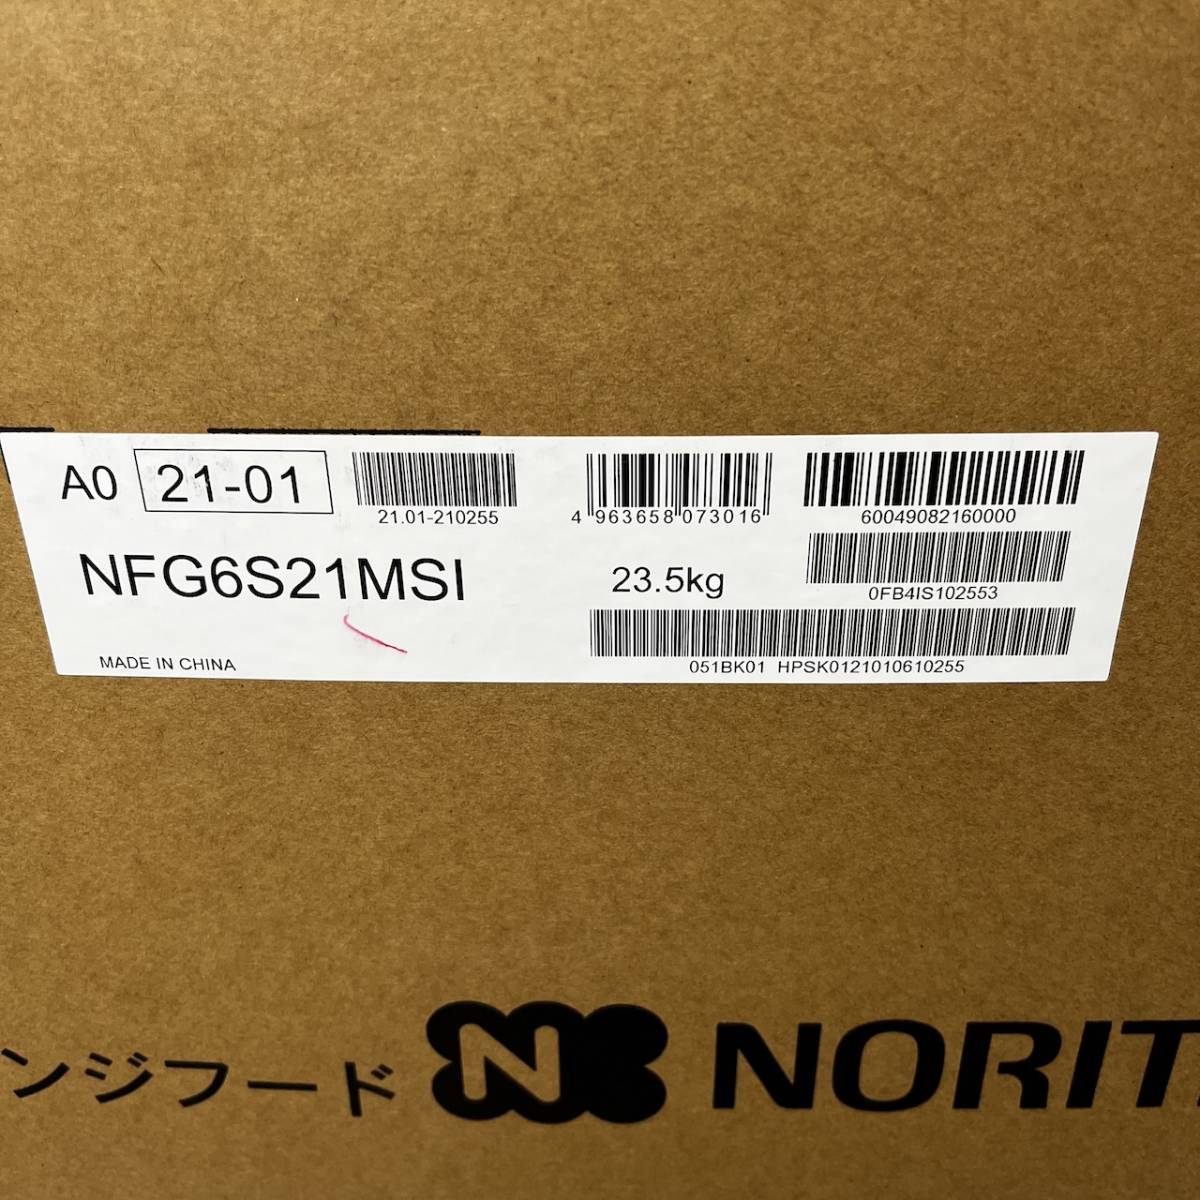 A0 21-01
21.01-210255
4 963658 073016
60049082160000
NFG6S21MSI
23.5kg
0FB4IS102553
MADE IN CHINA
051BK01 HPSK0121010610255
ンジフード N NORIT